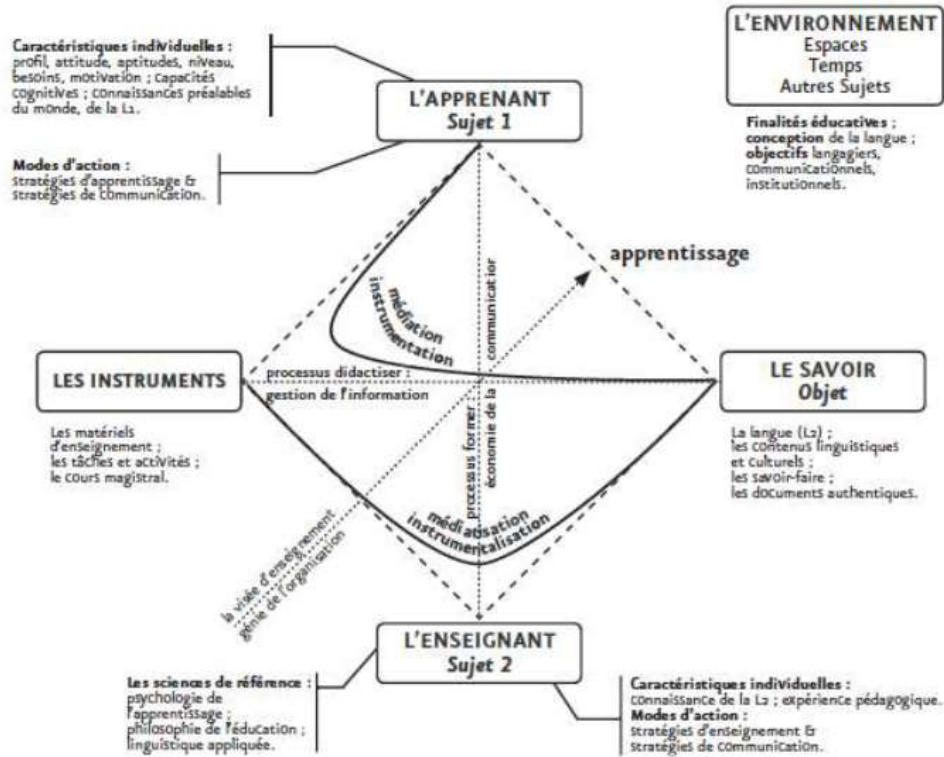 Caractéristiques individuelles :
profil, attitude, aptitudes, niveau,
besoins, motivation ; capacités
cognitives ; connaissances préalables
du monde, de la L1.
L'APPRENANT
Sujet 1
Modes d'action :
stratégies d'apprentissage &
stratégies de communication.
L'ENVIRONNEMENT
Espaces
Temps
Autres Sujets
Finalités éducatives ;
conception de la langue ;
objectifs langagiers,
communicationnels,
institutionnels.
apprentissage
médiation
instrumentation
communicatior
LES INSTRUMENTS
processus didactiser :
gestion de l'information
LE SAVOIR
Objet
Les matériels
d'enseignement ;
les tâches et activités ;
le cours magistral.
processus former :
économie de la
La langue (L2) ;
les contenus linguistiques
et culturels ;
les savoir-faire ;
les documents authentiques.
médiatisation
instrumentalisation
la visée d'enseignement
génie de l'organisation
L'ENSEIGNANT
Sujet 2
Les sciences de référence :
psychologie de
l'apprentissage ;
philosophie de l'éducation ;
linguistique appliquée.
Caractéristiques individuelles :
connaissance de la L2 ; expérience pédagogique.
Modes d'action :
stratégies d'enseignement &
stratégies de communication.